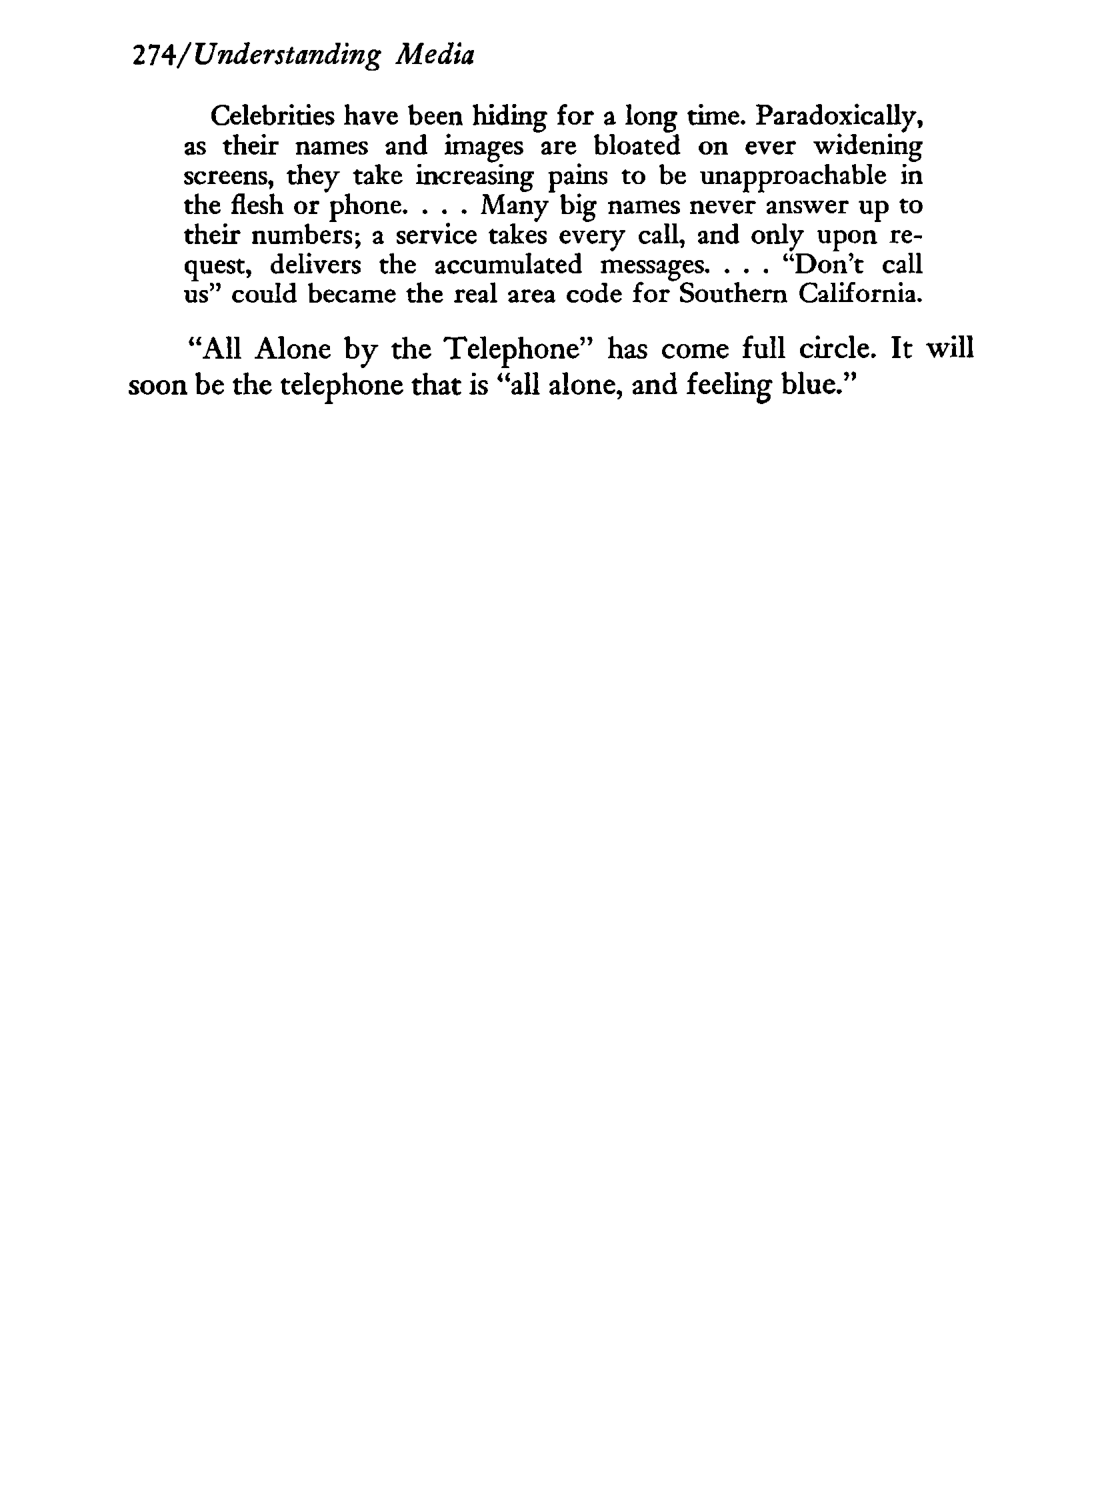 274/Understanding Media
Celebrities have been hiding for a long time. Paradoxically,
as their names and images are bloated on ever widening
screens, they take increasing pains to be unapproachable in
the flesh or phone. . . . Many big names never answer up to
their numbers; a service takes every call, and only upon re-
quest, delivers the accumulated messages. . . . “Don’t call
us” could became the real area code for Southern California.
“All Alone by the Telephone” has come full circle. It will
soon be the telephone that is “all alone, and feeling blue.”